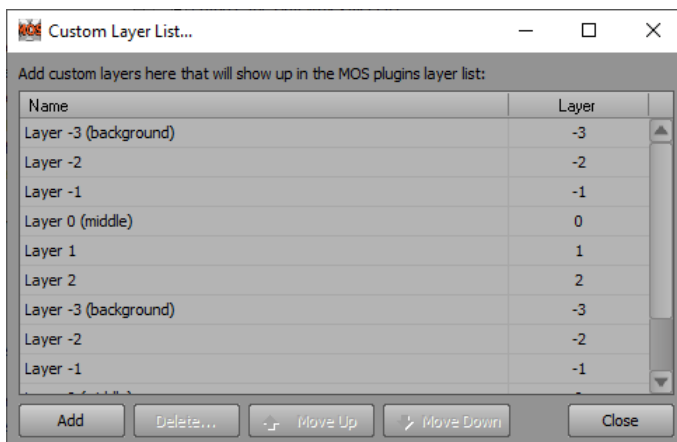 MOS Custom Layer List...
Add custom layers here that will show up in the MOS plugins layer list:
Name Layer
Layer -3 (background) -3
Layer -2 -2
Layer -1 -1
Layer 0 (middle) 0
Layer 1 1
Layer 2 2
Layer -3 (background) -3
Layer -2 -2
Layer -1 -1
Add Delete... Move Up Move Down Close